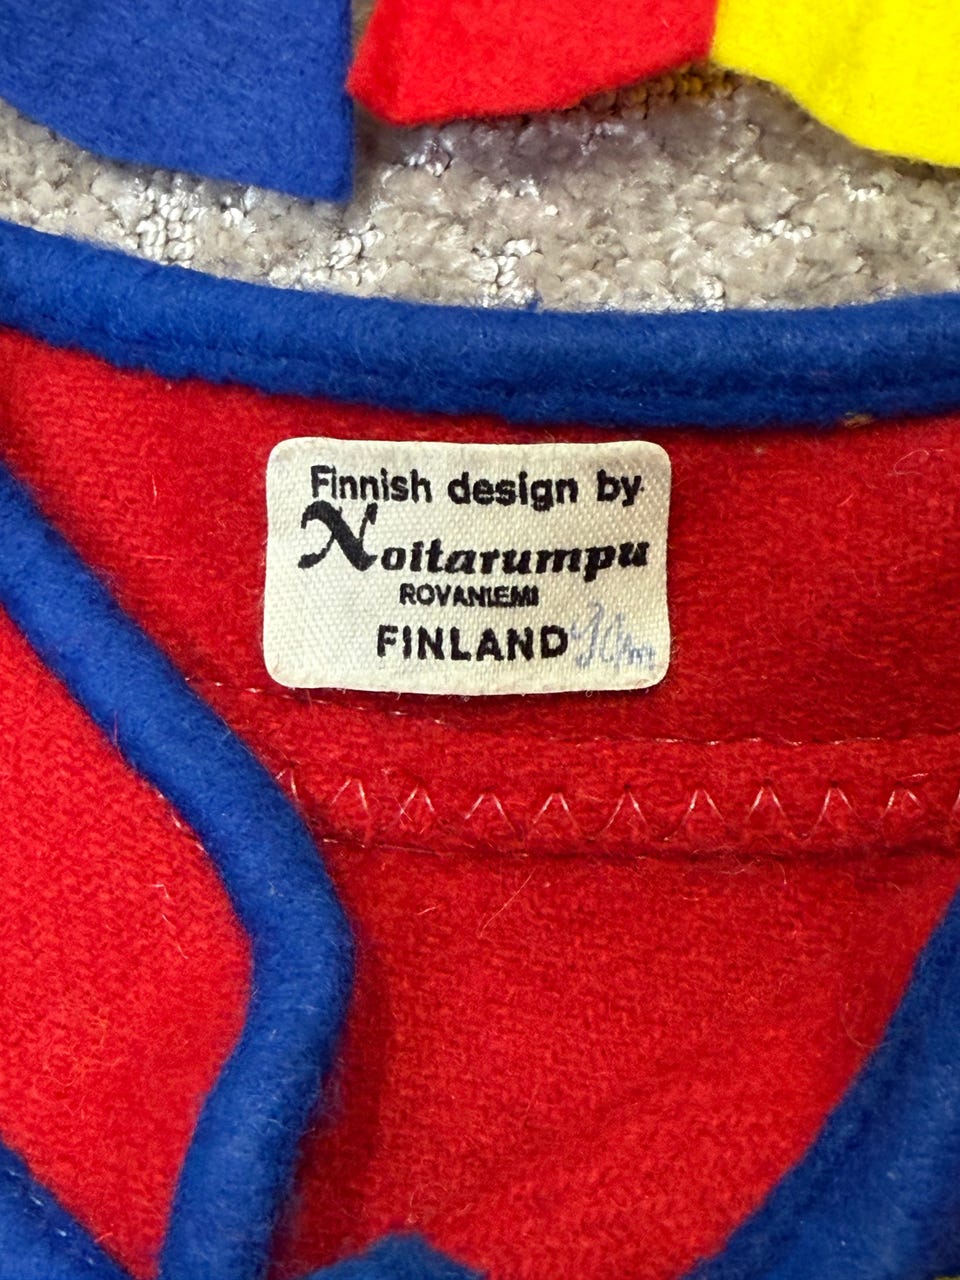 Finnish design by
Noitarumpu
ROVANIEMI
FINLAND